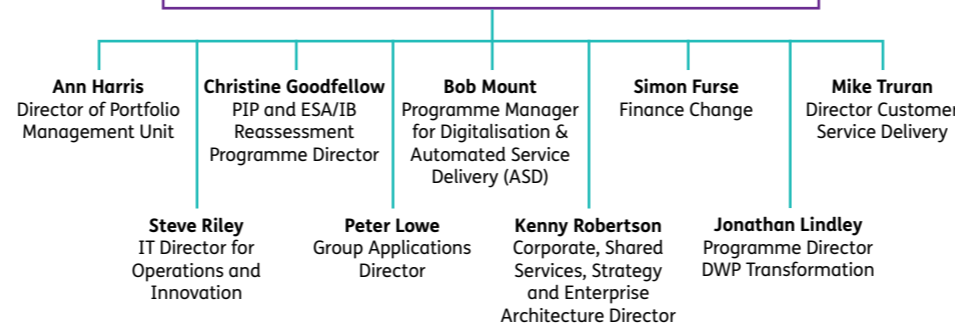 Ann Harris
Director of Portfolio
Management Unit
Christine Goodfellow
PIP and ESA/IB
Reassessment
Programme Director
Bob Mount
Programme Manager
for Digitalisation &
Automated Service
Delivery (ASD)
Simon Furse
Finance Change
Mike Truran
Director Customer
Service Delivery
Steve Riley
IT Director for
Operations and
Innovation
Peter Lowe
Group Applications
Director
Kenny Robertson
Corporate, Shared
Services, Strategy
and Enterprise
Architecture Director
Jonathan Lindley
Programme Director
DWP Transformation